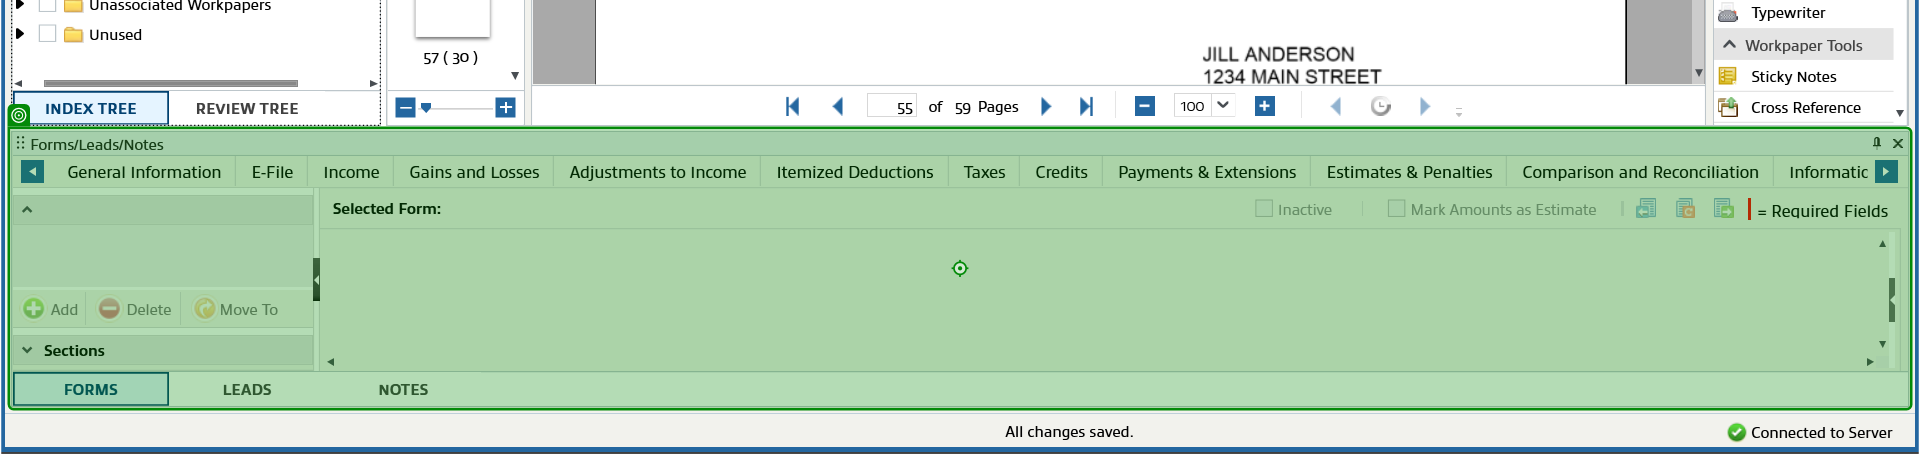 Unassociated Workpapers
Unused
57 ( 30 )
JILL ANDERSON
1234 MAIN STREET
Typewriter
Workpaper Tools
Sticky Notes
Cross Reference
INDEX TREE REVIEW TREE
55 of 59 Pages 100
Forms/Leads/Notes
General Information E-File Income Gains and Losses Adjustments to Income Itemized Deductions Taxes Credits Payments & Extensions Estimates & Penalties Comparison and Reconciliation Informatic
Selected Form: Inactive Mark Amounts as Estimate = Required Fields
Add Delete Move To
Sections
FORMS LEADS NOTES
All changes saved.
Connected to Server